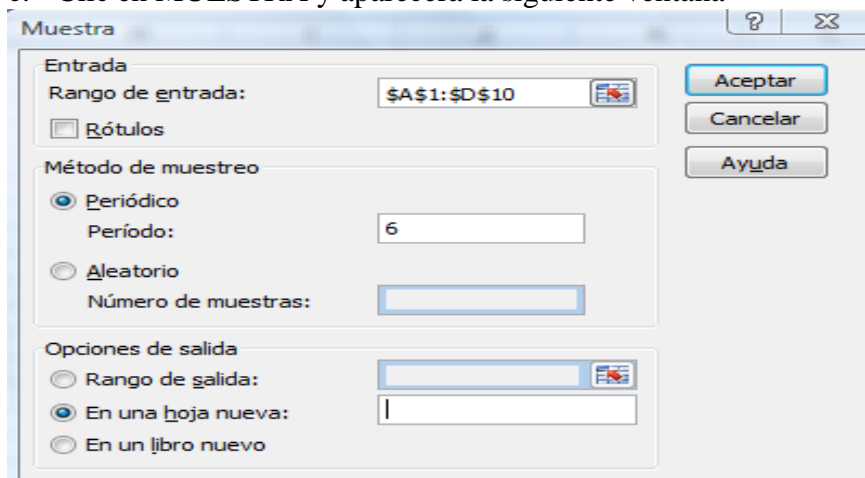 Muestra
Entrada
Rango de entrada:
$A$1:$D$10
Rótulos
Método de muestreo
Periódico
Período:
6
Aleatorio
Número de muestras:
Opciones de salida
Rango de salida:
En una hoja nueva:
En un libro nuevo
Aceptar
Cancelar
Ayuda